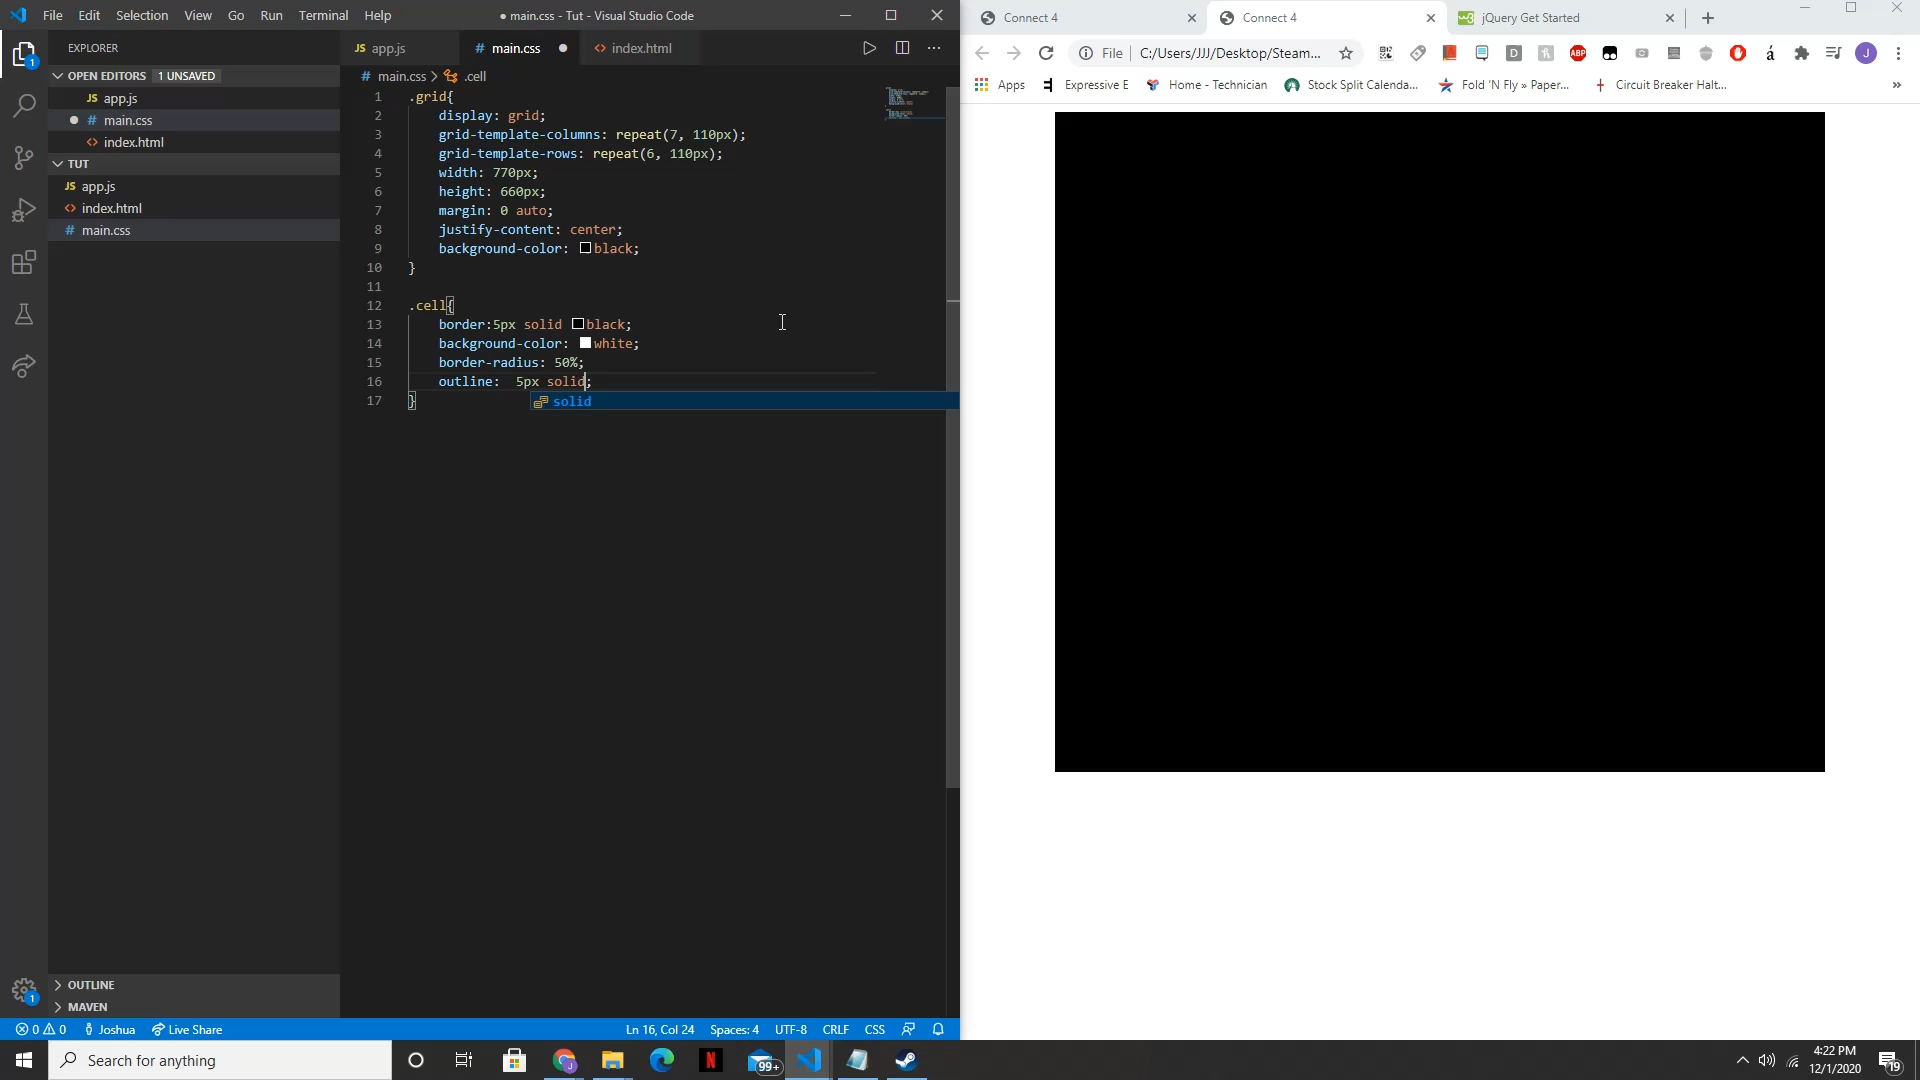 File Edit Selection View Go Run Terminal Help
● main.css - Tut - Visual Studio Code
EXPLORER
OPEN EDITORS 1 UNSAVED
JS app.js
● # main.css
<> index.html
TUT
JS app.js
<> index.html
# main.css
OUTLINE
MAVEN
JS app.js # main.css ● <> index.html
# main.css > .cell
1 .grid{
2 display: grid;
3 grid-template-columns: repeat(7, 110px);
4 grid-template-rows: repeat(6, 110px);
5 width: 770px;
6 height: 660px;
7 margin: 0 auto;
8 justify-content: center;
9 background-color: black;
10 }
11
12 .cell{
13 border:5px solid black;
14 background-color: white;
15 border-radius: 50%;
16 outline:  5px solid;
17 }
solid
0 0 Joshua Live Share Ln 16, Col 24 Spaces: 4 UTF-8 CRLF CSS
Connect 4 Connect 4 jQuery Get Started
File C:/Users/JJJ/Desktop/Steam...
Apps Expressive E Home - Technician Stock Split Calenda... Fold 'N Fly » Paper... Circuit Breaker Halt... »
Search for anything
99+
4:22 PM
12/1/2020
19